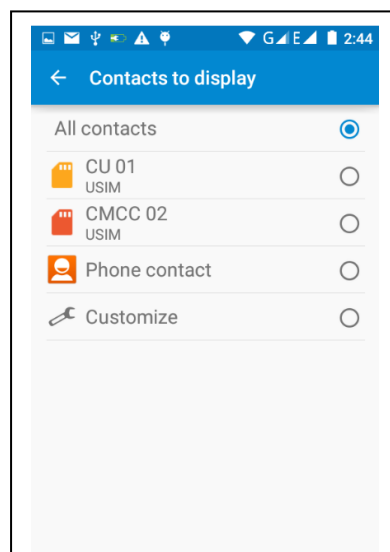 G E 2:44
Contacts to display
All contacts
CU 01
USIM
CMCC 02
USIM
Phone contact
Customize